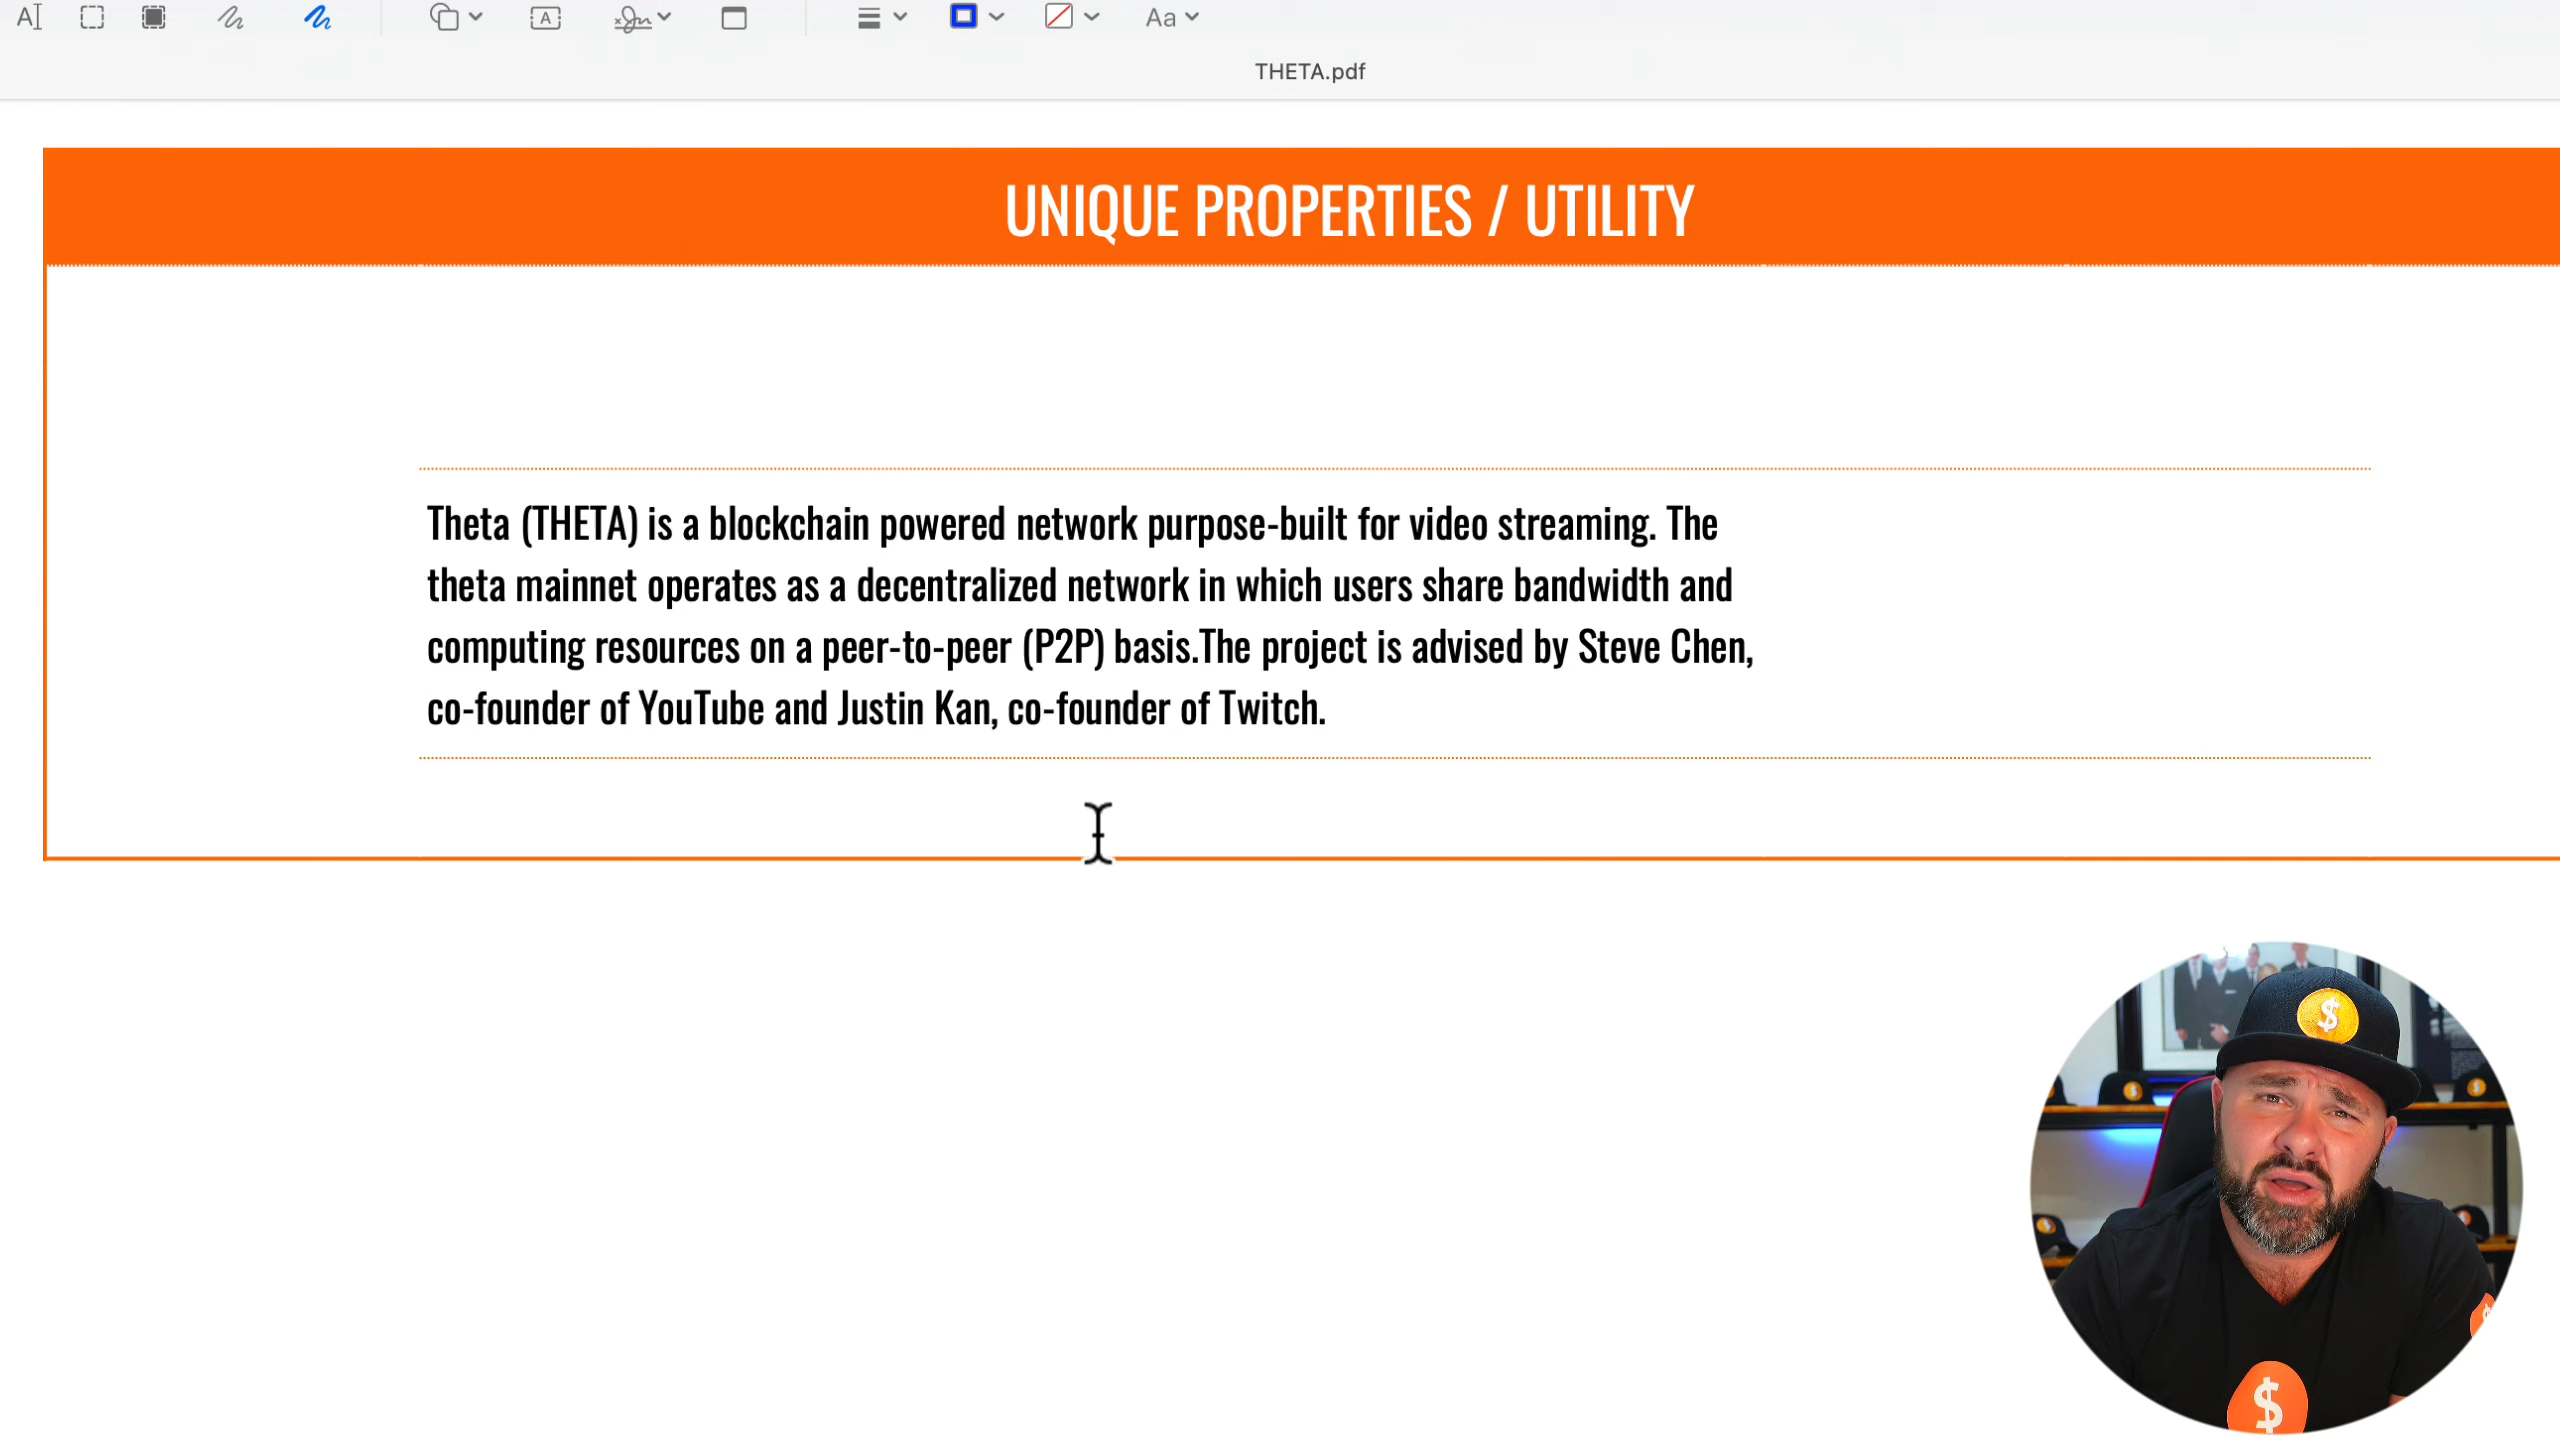 Aa
THETA.pdf
UNIQUE PROPERTIES / UTILITY
Theta (THETA) is a blockchain powered network purpose-built for video streaming. The
theta mainnet operates as a decentralized network in which users share bandwidth and
computing resources on a peer-to-peer (P2P) basis.The project is advised by Steve Chen,
co-founder of YouTube and Justin Kan, co-founder of Twitch.
$
$